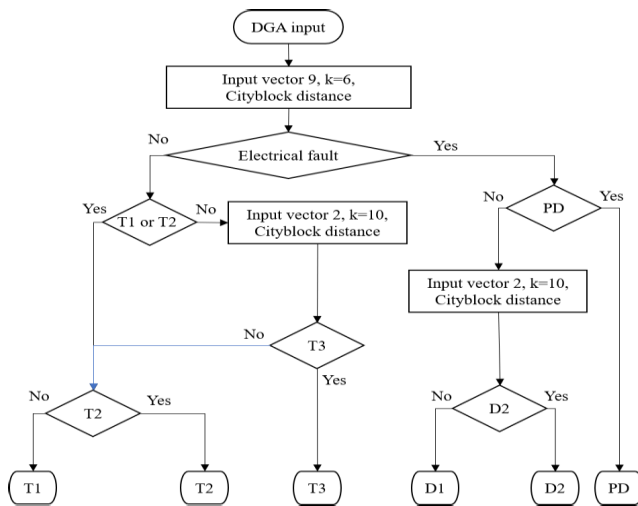 DGA input
Input vector 9, k=6,
Cityblock distance
No
Yes
Electrical fault
Yes
T1 or T2
No
Input vector 2, k=10,
Cityblock distance
No
PD
Yes
Input vector 2, k=10,
Cityblock distance
No
T3
Yes
No
T2
Yes
No
D2
Yes
T1
T2
T3
D1
D2
PD